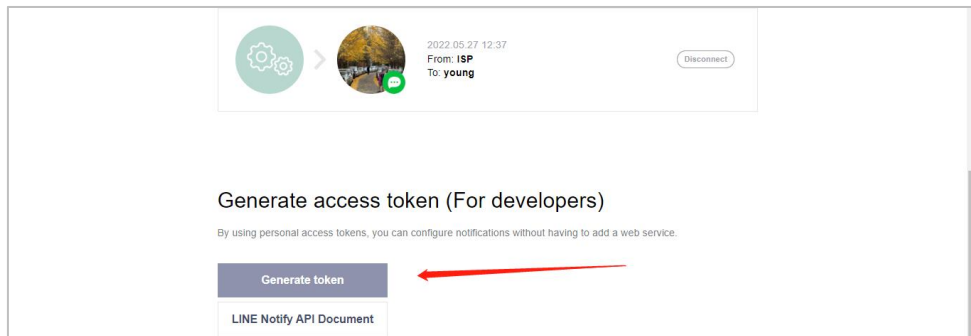 2022.05.27 12:37
From: ISP
To: young
Disconnect
Generate access token (For developers)
By using personal access tokens, you can configure notifications without having to add a web service.
Generate token
LINE Notify API Document